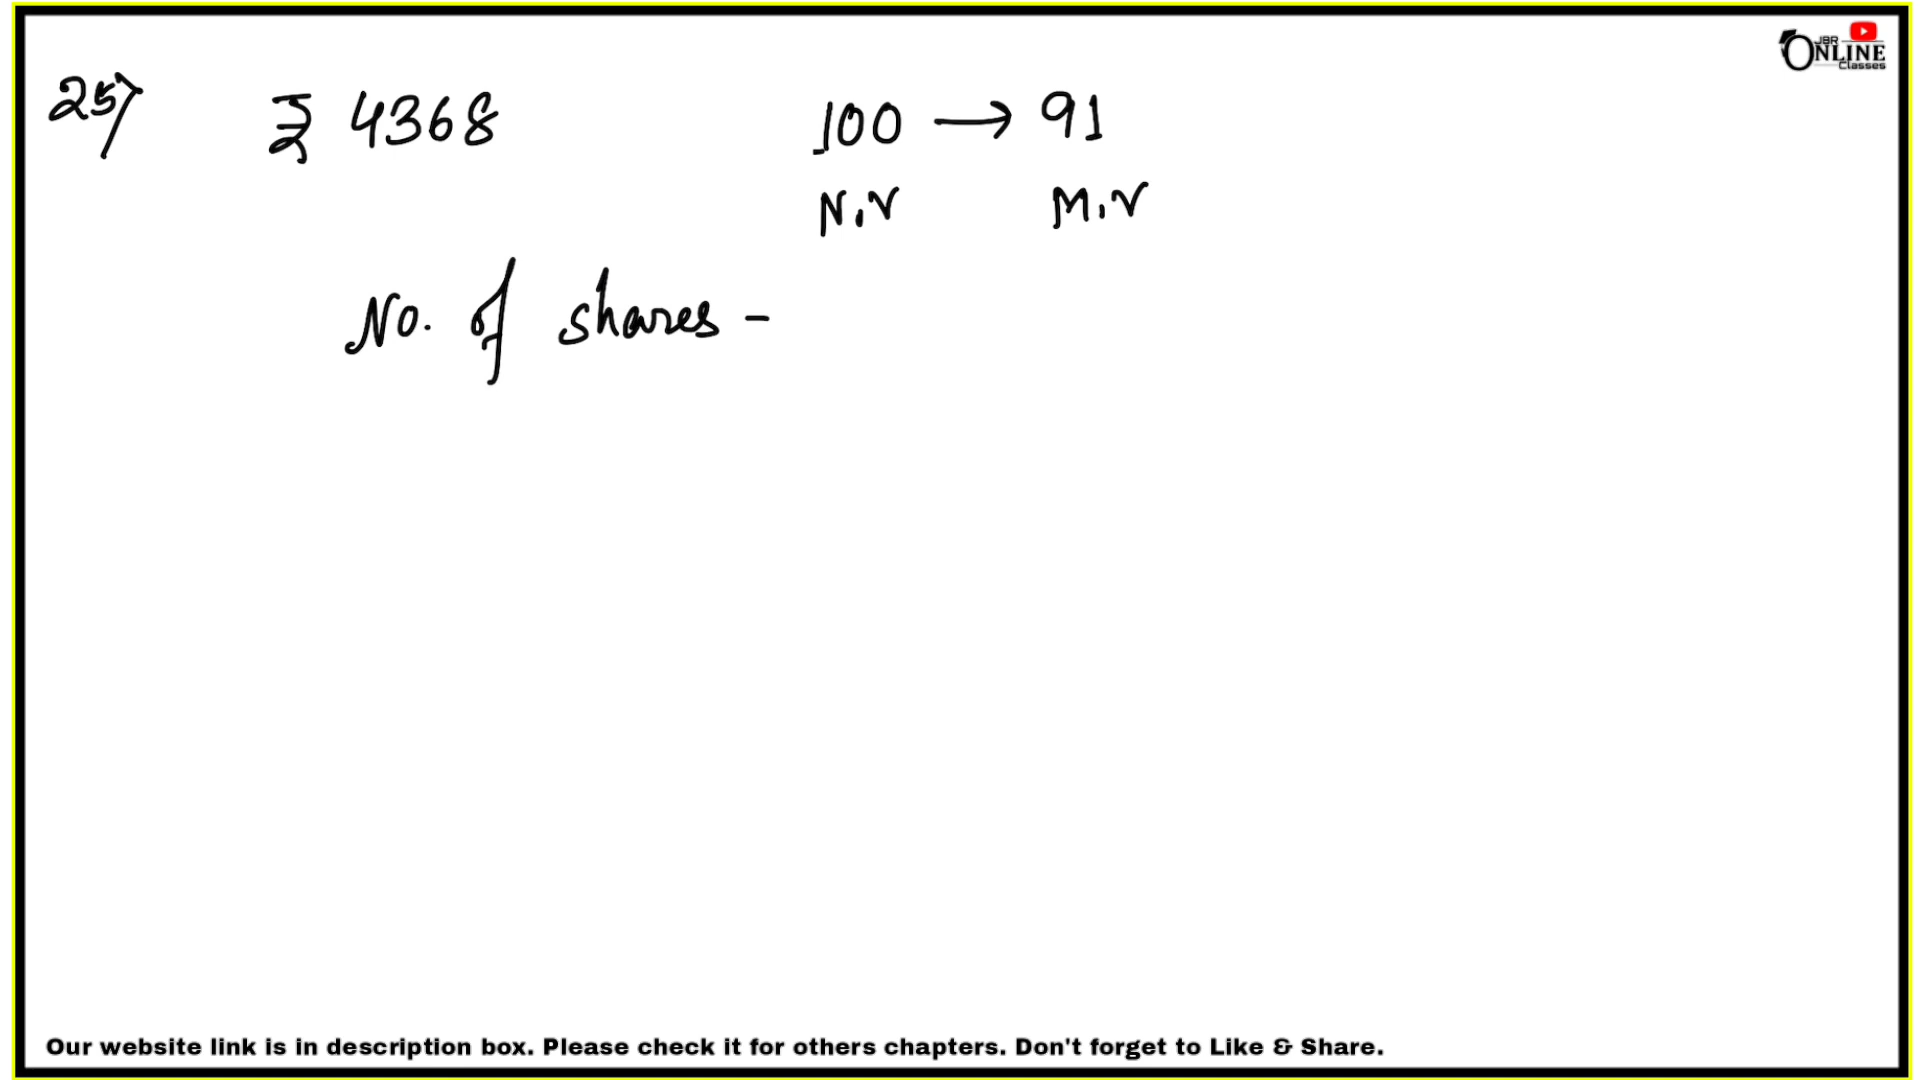 25) ₹ 4368 100 → 91
N.V M.V
No. of shares -
JBR
ONLINE
Classes
Our website link is in description box. Please check it for others chapters. Don't forget to Like & Share.